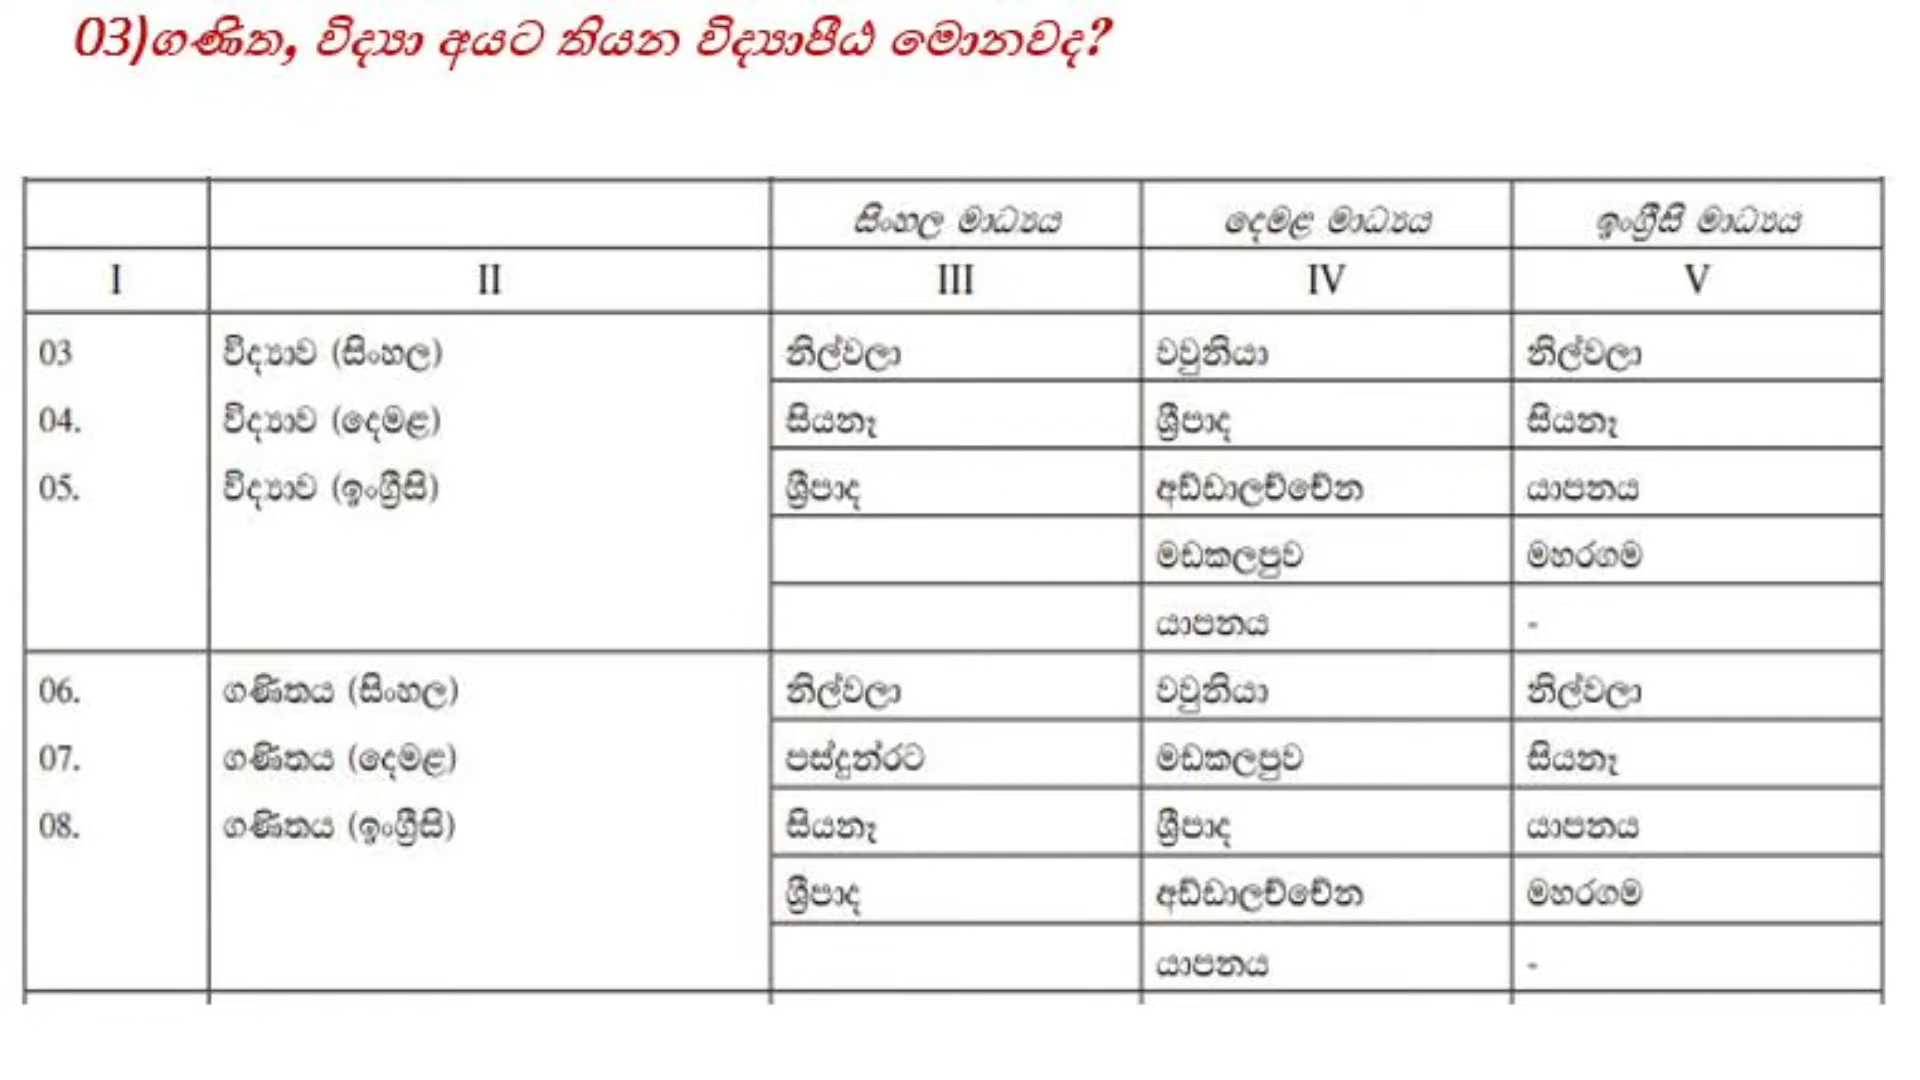 03)ගණිත, විද්‍යා අයට තියන විද්‍යාපීඨ මොනවද?
සිංහල මාධ්‍යය දෙමළ මාධ්‍යය ඉංග්‍රීසි මාධ්‍යය
I II III IV V
03 විද්‍යාව (සිංහල) නිල්වලා වවුනියා නිල්වලා
04. විද්‍යාව (දෙමළ) සියනෑ ශ්‍රීපාද සියනෑ
05. විද්‍යාව (ඉංග්‍රීසි) ශ්‍රීපාද අඩ්ඩාලච්චේන යාපනය
මඩකලපුව මහරගම
යාපනය -
06. ගණිතය (සිංහල) නිල්වලා වවුනියා නිල්වලා
07. ගණිතය (දෙමළ) පස්දුන්රට මඩකලපුව සියනෑ
08. ගණිතය (ඉංග්‍රීසි) සියනෑ ශ්‍රීපාද යාපනය
ශ්‍රීපාද අඩ්ඩාලච්චේන මහරගම
යාපනය -